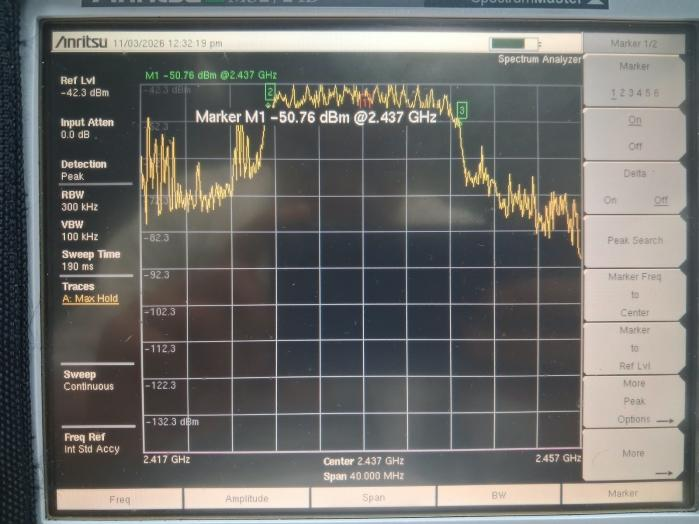 Anritsu
SpectrumMaster
Anritsu 11/03/2026 12:32:19 pm
Spectrum Analyzer
Marker 1/2
Ref Lvl
-42.3 dBm
M1 -50.76 dBm @2.437 GHz
-42.3 dBm
2
3
Marker M1 -50.76 dBm @2.437 GHz
Marker
1 2 3 4 5 6
Input Atten
0.0 dB
On
Off
Detection
Peak
Delta
On Off
RBW
300 kHz
VBW
100 kHz
-82.3
Peak Search
Sweep Time
190 ms
-92.3
Marker Freq
to
Center
Traces
A: Max Hold
-102.3
Marker
to
Ref Lvl
-112.3
Sweep
Continuous
-122.3
More
Peak
Options
-132.3 dBm
Freq Ref
Int Std Accy
More
2.417 GHz
Center 2.437 GHz
2.457 GHz
Span 40.000 MHz
Freq
Amplitude
Span
BW
Marker